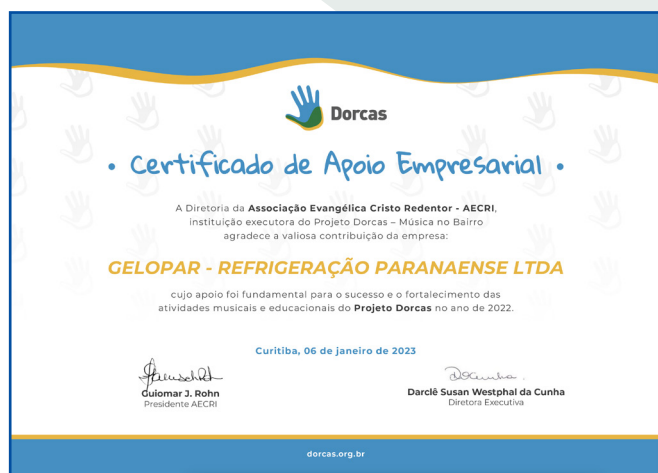 Dorcas
• Certificado de Apoio Empresarial •
A Diretoria da Associação Evangélica Cristo Redentor - AECRI,
instituição executora do Projeto Dorcas – Música no Bairro
agradece a valiosa contribuição da empresa:
GELOPAR - REFRIGERAÇÃO PARANAENSE LTDA
cujo apoio foi fundamental para o sucesso e o fortalecimento das
atividades musicais e educacionais do Projeto Dorcas no ano de 2022.
Curitiba, 06 de janeiro de 2023
Guiomar J. Rohn
Presidente AECRI
Darclê Susan Westphal da Cunha
Diretora Executiva
dorcas.org.br